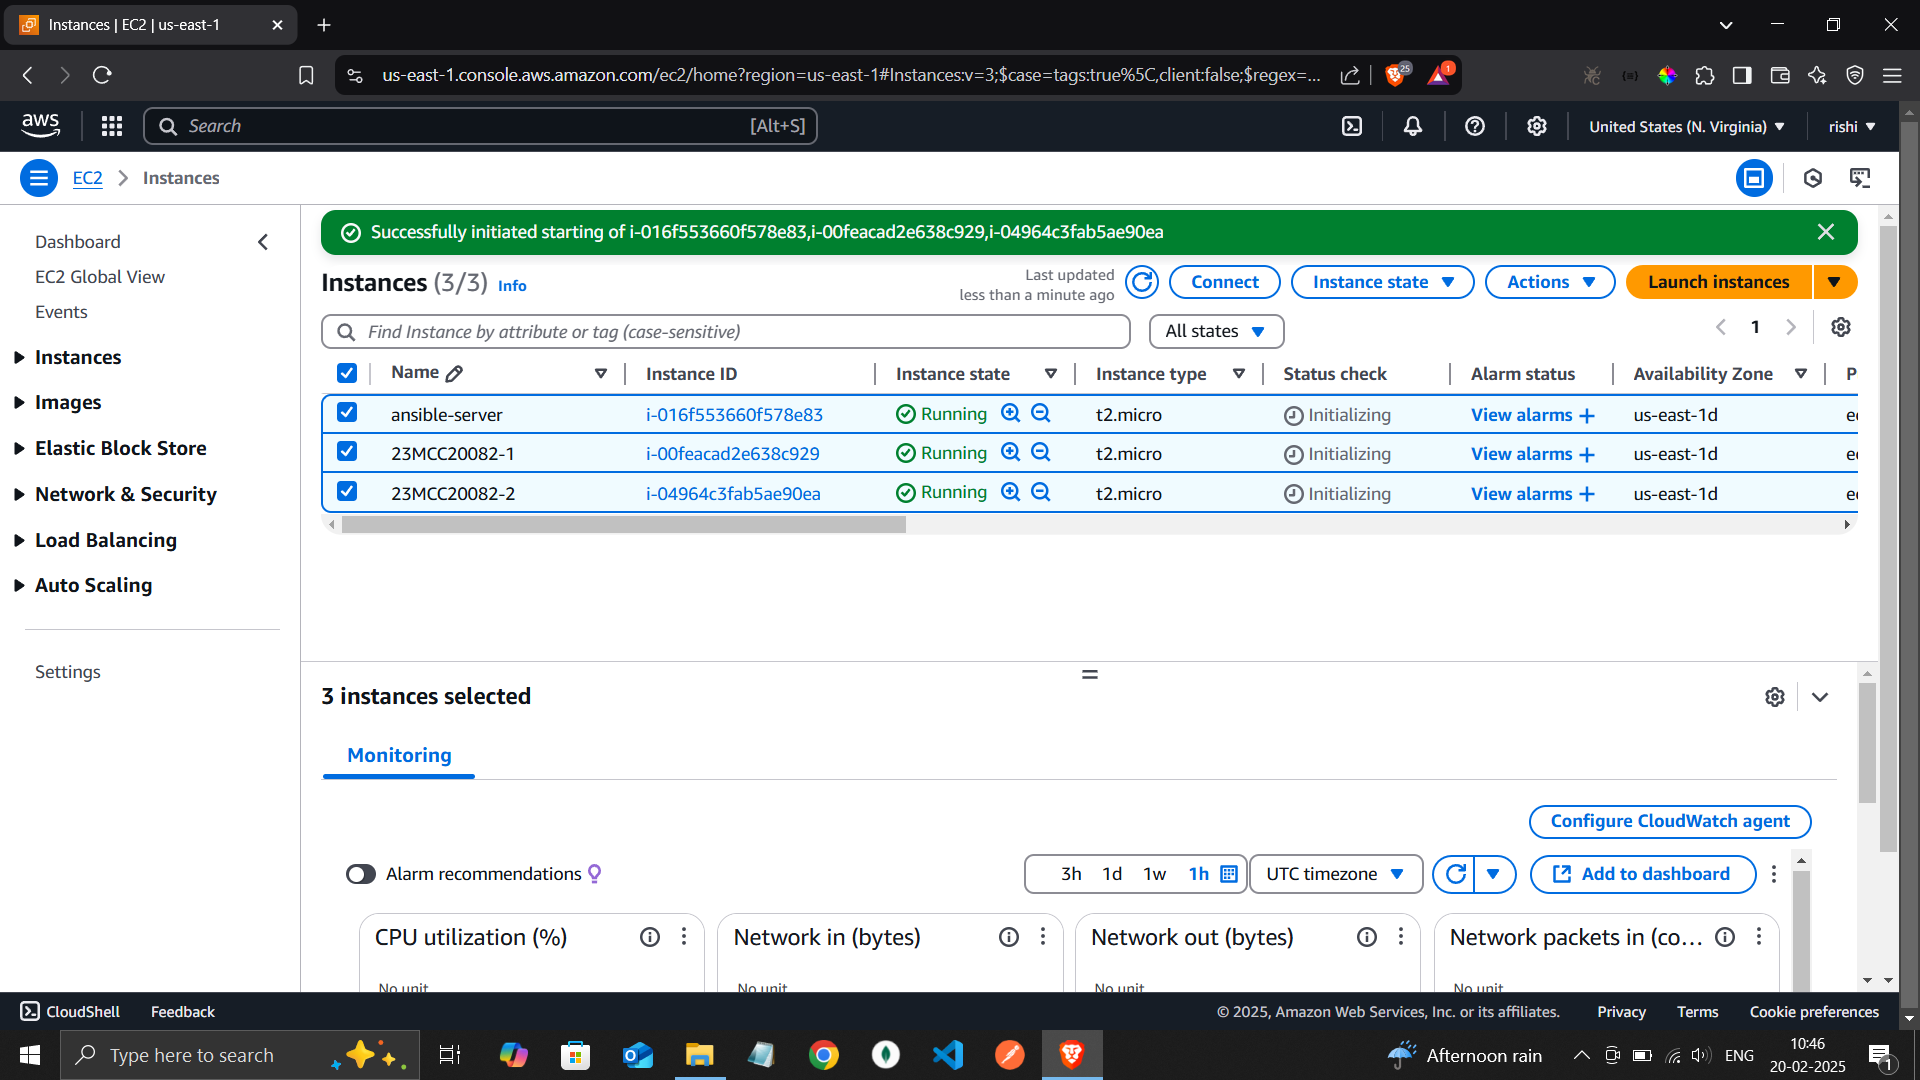 Instances | EC2 | us-east-1
us-east-1.console.aws.amazon.com/ec2/home?region=us-east-1#Instances:v=3;$case=tags:true%5C,client:false;$regex=...
25
1
aws
Search
[Alt+S]
United States (N. Virginia)
rishi
EC2
Instances
Dashboard
EC2 Global View
Events
Instances
Images
Elastic Block Store
Network & Security
Load Balancing
Auto Scaling
Settings
Successfully initiated starting of i-016f553660f578e83,i-00feacad2e638c929,i-04964c3fab5ae90ea
Instances (3/3) Info
Last updated
less than a minute ago
Connect
Instance state
Actions
Launch instances
Find Instance by attribute or tag (case-sensitive)
All states
1
Name Instance ID Instance state Instance type Status check Alarm status Availability Zone P
ansible-server i-016f553660f578e83 Running t2.micro Initializing View alarms + us-east-1d ec
23MCC20082-1 i-00feacad2e638c929 Running t2.micro Initializing View alarms + us-east-1d ec
23MCC20082-2 i-04964c3fab5ae90ea Running t2.micro Initializing View alarms + us-east-1d ec
3 instances selected
Monitoring
Configure CloudWatch agent
Alarm recommendations
3h 1d 1w 1h
UTC timezone
Add to dashboard
CPU utilization (%)
No unit
Network in (bytes)
No unit
Network out (bytes)
No unit
Network packets in (co...
No unit
CloudShell
Feedback
© 2025, Amazon Web Services, Inc. or its affiliates.
Privacy
Terms
Cookie preferences
Type here to search
Afternoon rain
ENG
10:46
20-02-2025
1